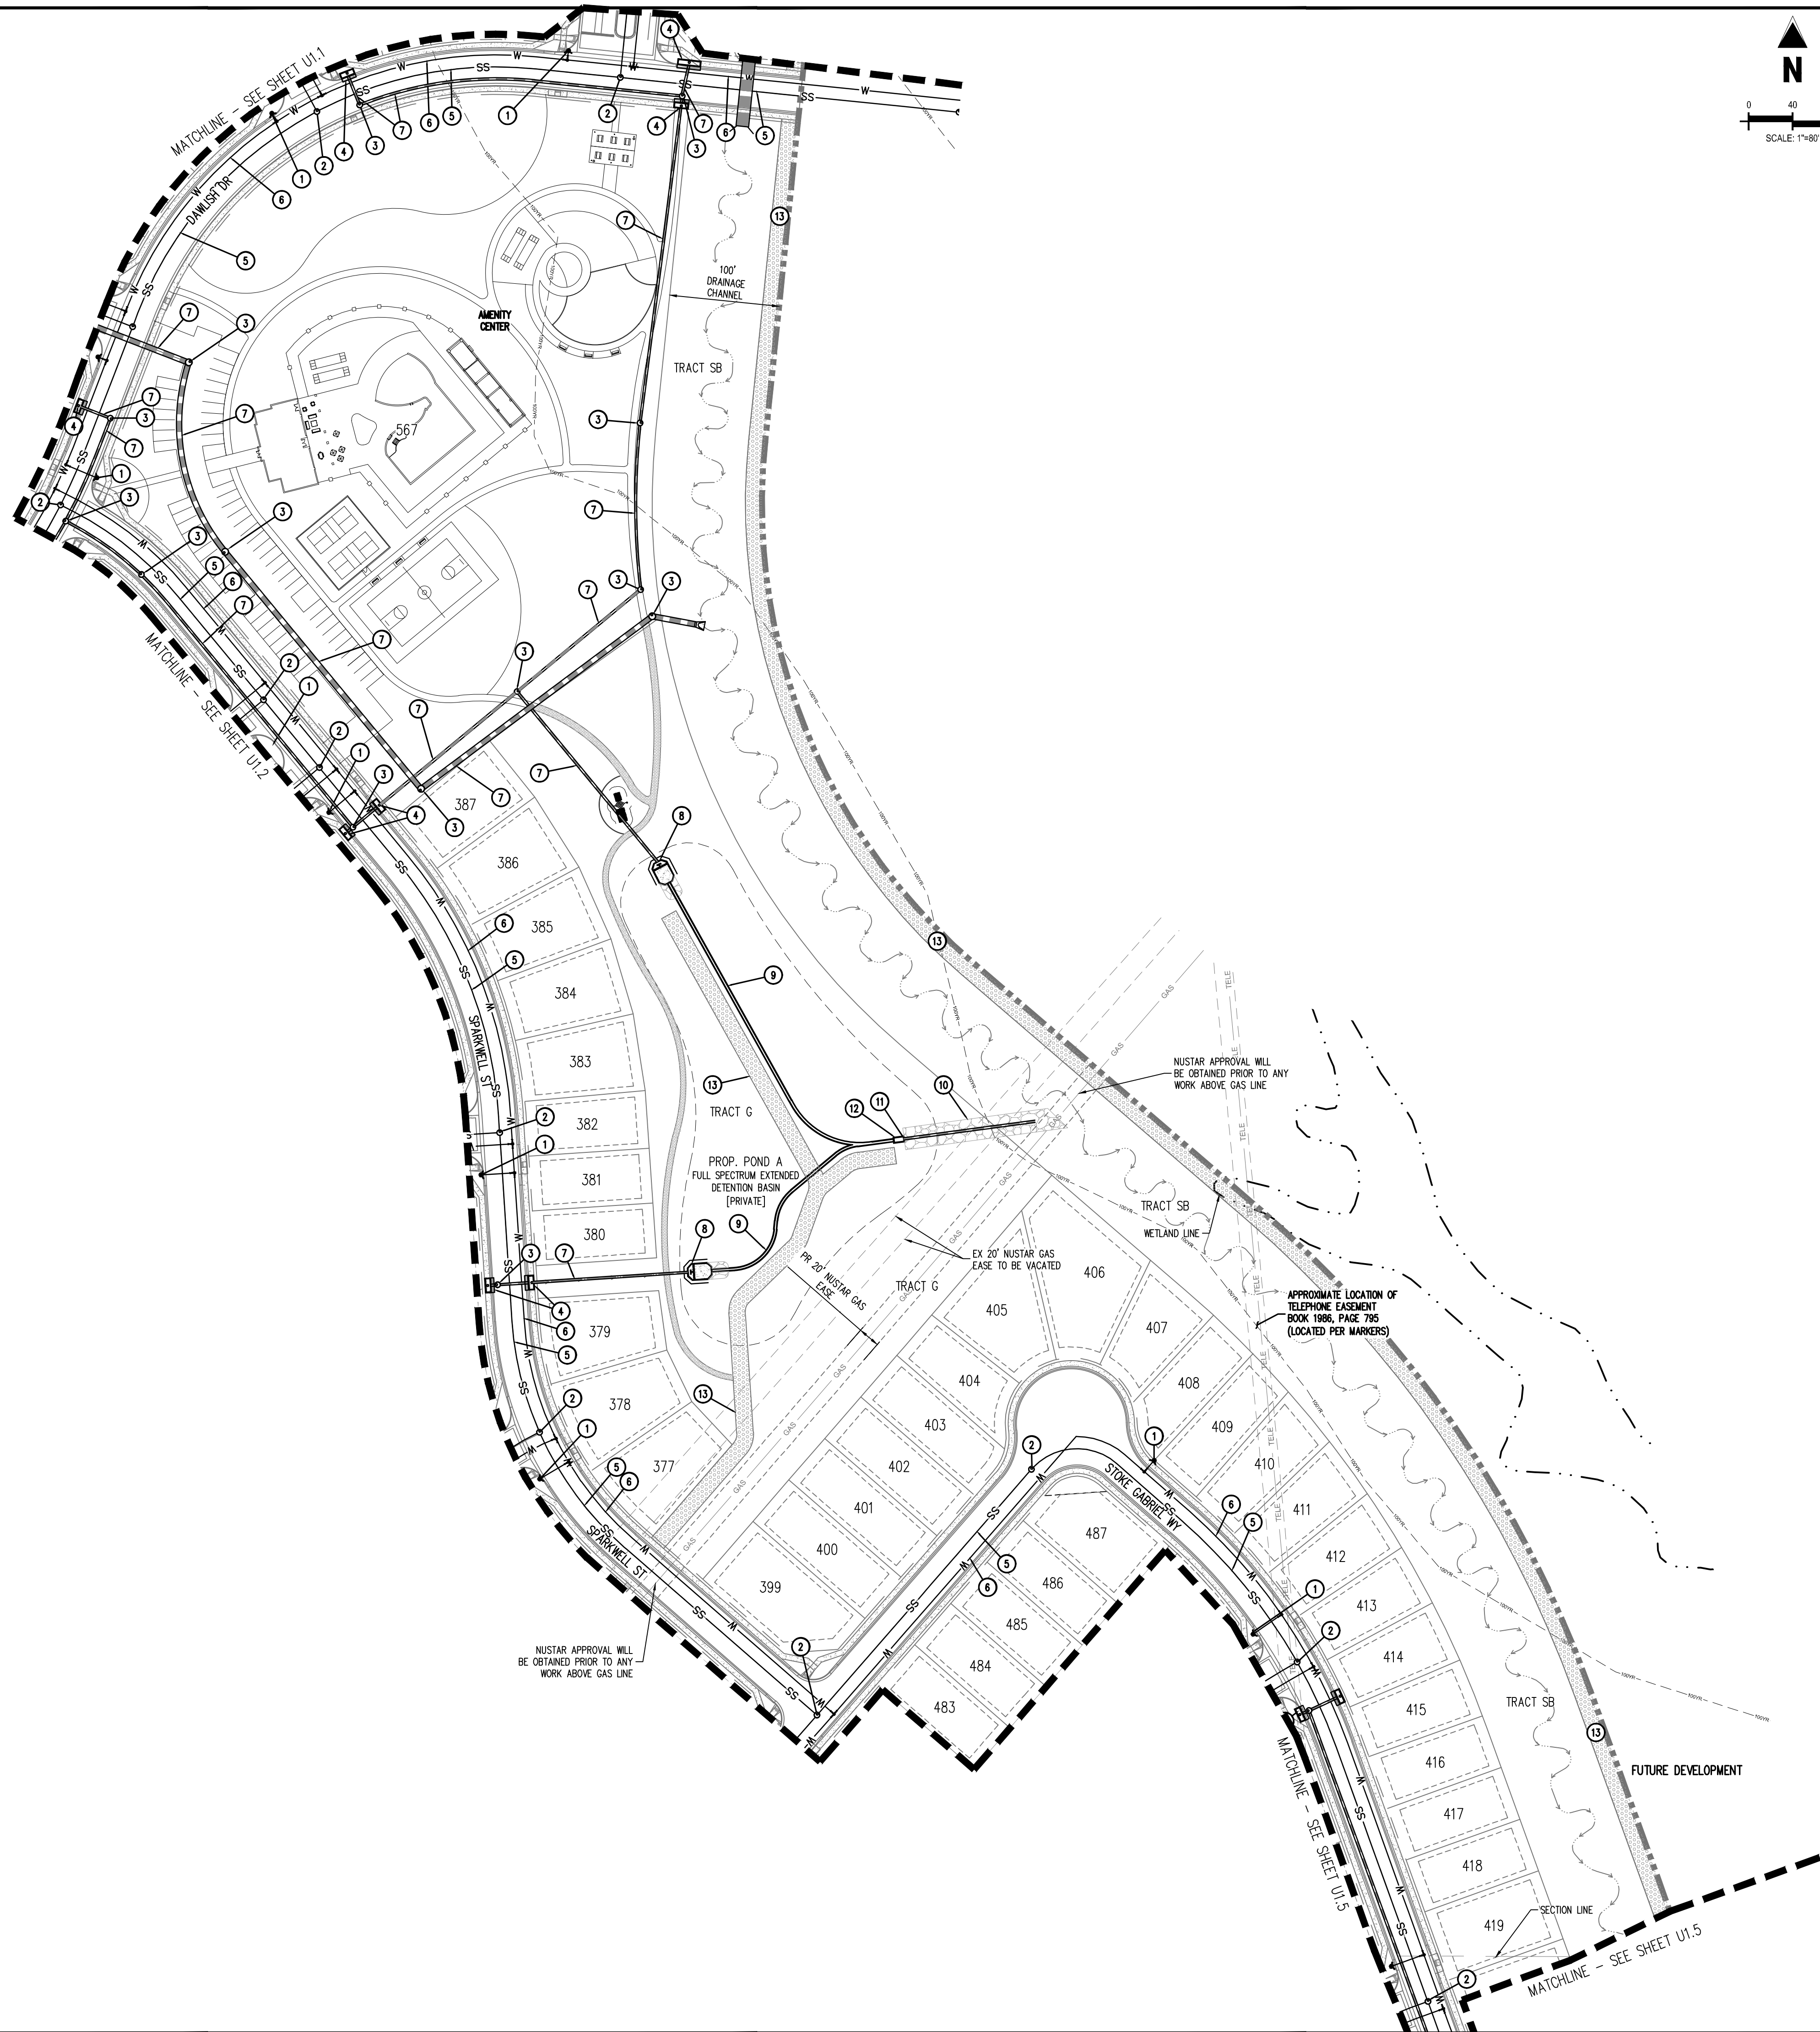 N
0 40
SCALE: 1"=80'
MATCHLINE - SEE SHEET U1.1
DAWLISH DR
AMENITY
CENTER
567
100'
DRAINAGE
CHANNEL
TRACT SB
MATCHLINE - SEE SHEET U1.2
387
386
385
384
383
382
381
380
379
378
377
SPARKWELL ST
TRACT G
PROP. POND A
FULL SPECTRUM EXTENDED
DETENTION BASIN
[PRIVATE]
NUSTAR APPROVAL WILL
BE OBTAINED PRIOR TO ANY
WORK ABOVE GAS LINE
TRACT SB
WETLAND LINE
EX 20' NUSTAR GAS
EASE TO BE VACATED
PR 20' NUSTAR GAS
EASE
TRACT G
APPROXIMATE LOCATION OF
TELEPHONE EASEMENT
BOOK 1986, PAGE 795
(LOCATED PER MARKERS)
406
405
407
404
408
403
409
402
410
401
411
400
412
399
413
414
415
416
417
418
419
STOKE GABRIEL WY
487
486
485
484
483
SPARKWELL ST
NUSTAR APPROVAL WILL
BE OBTAINED PRIOR TO ANY
WORK ABOVE GAS LINE
TRACT SB
FUTURE DEVELOPMENT
SECTION LINE
MATCHLINE - SEE SHEET U1.5
MATCHLINE - SEE SHEET U1.5